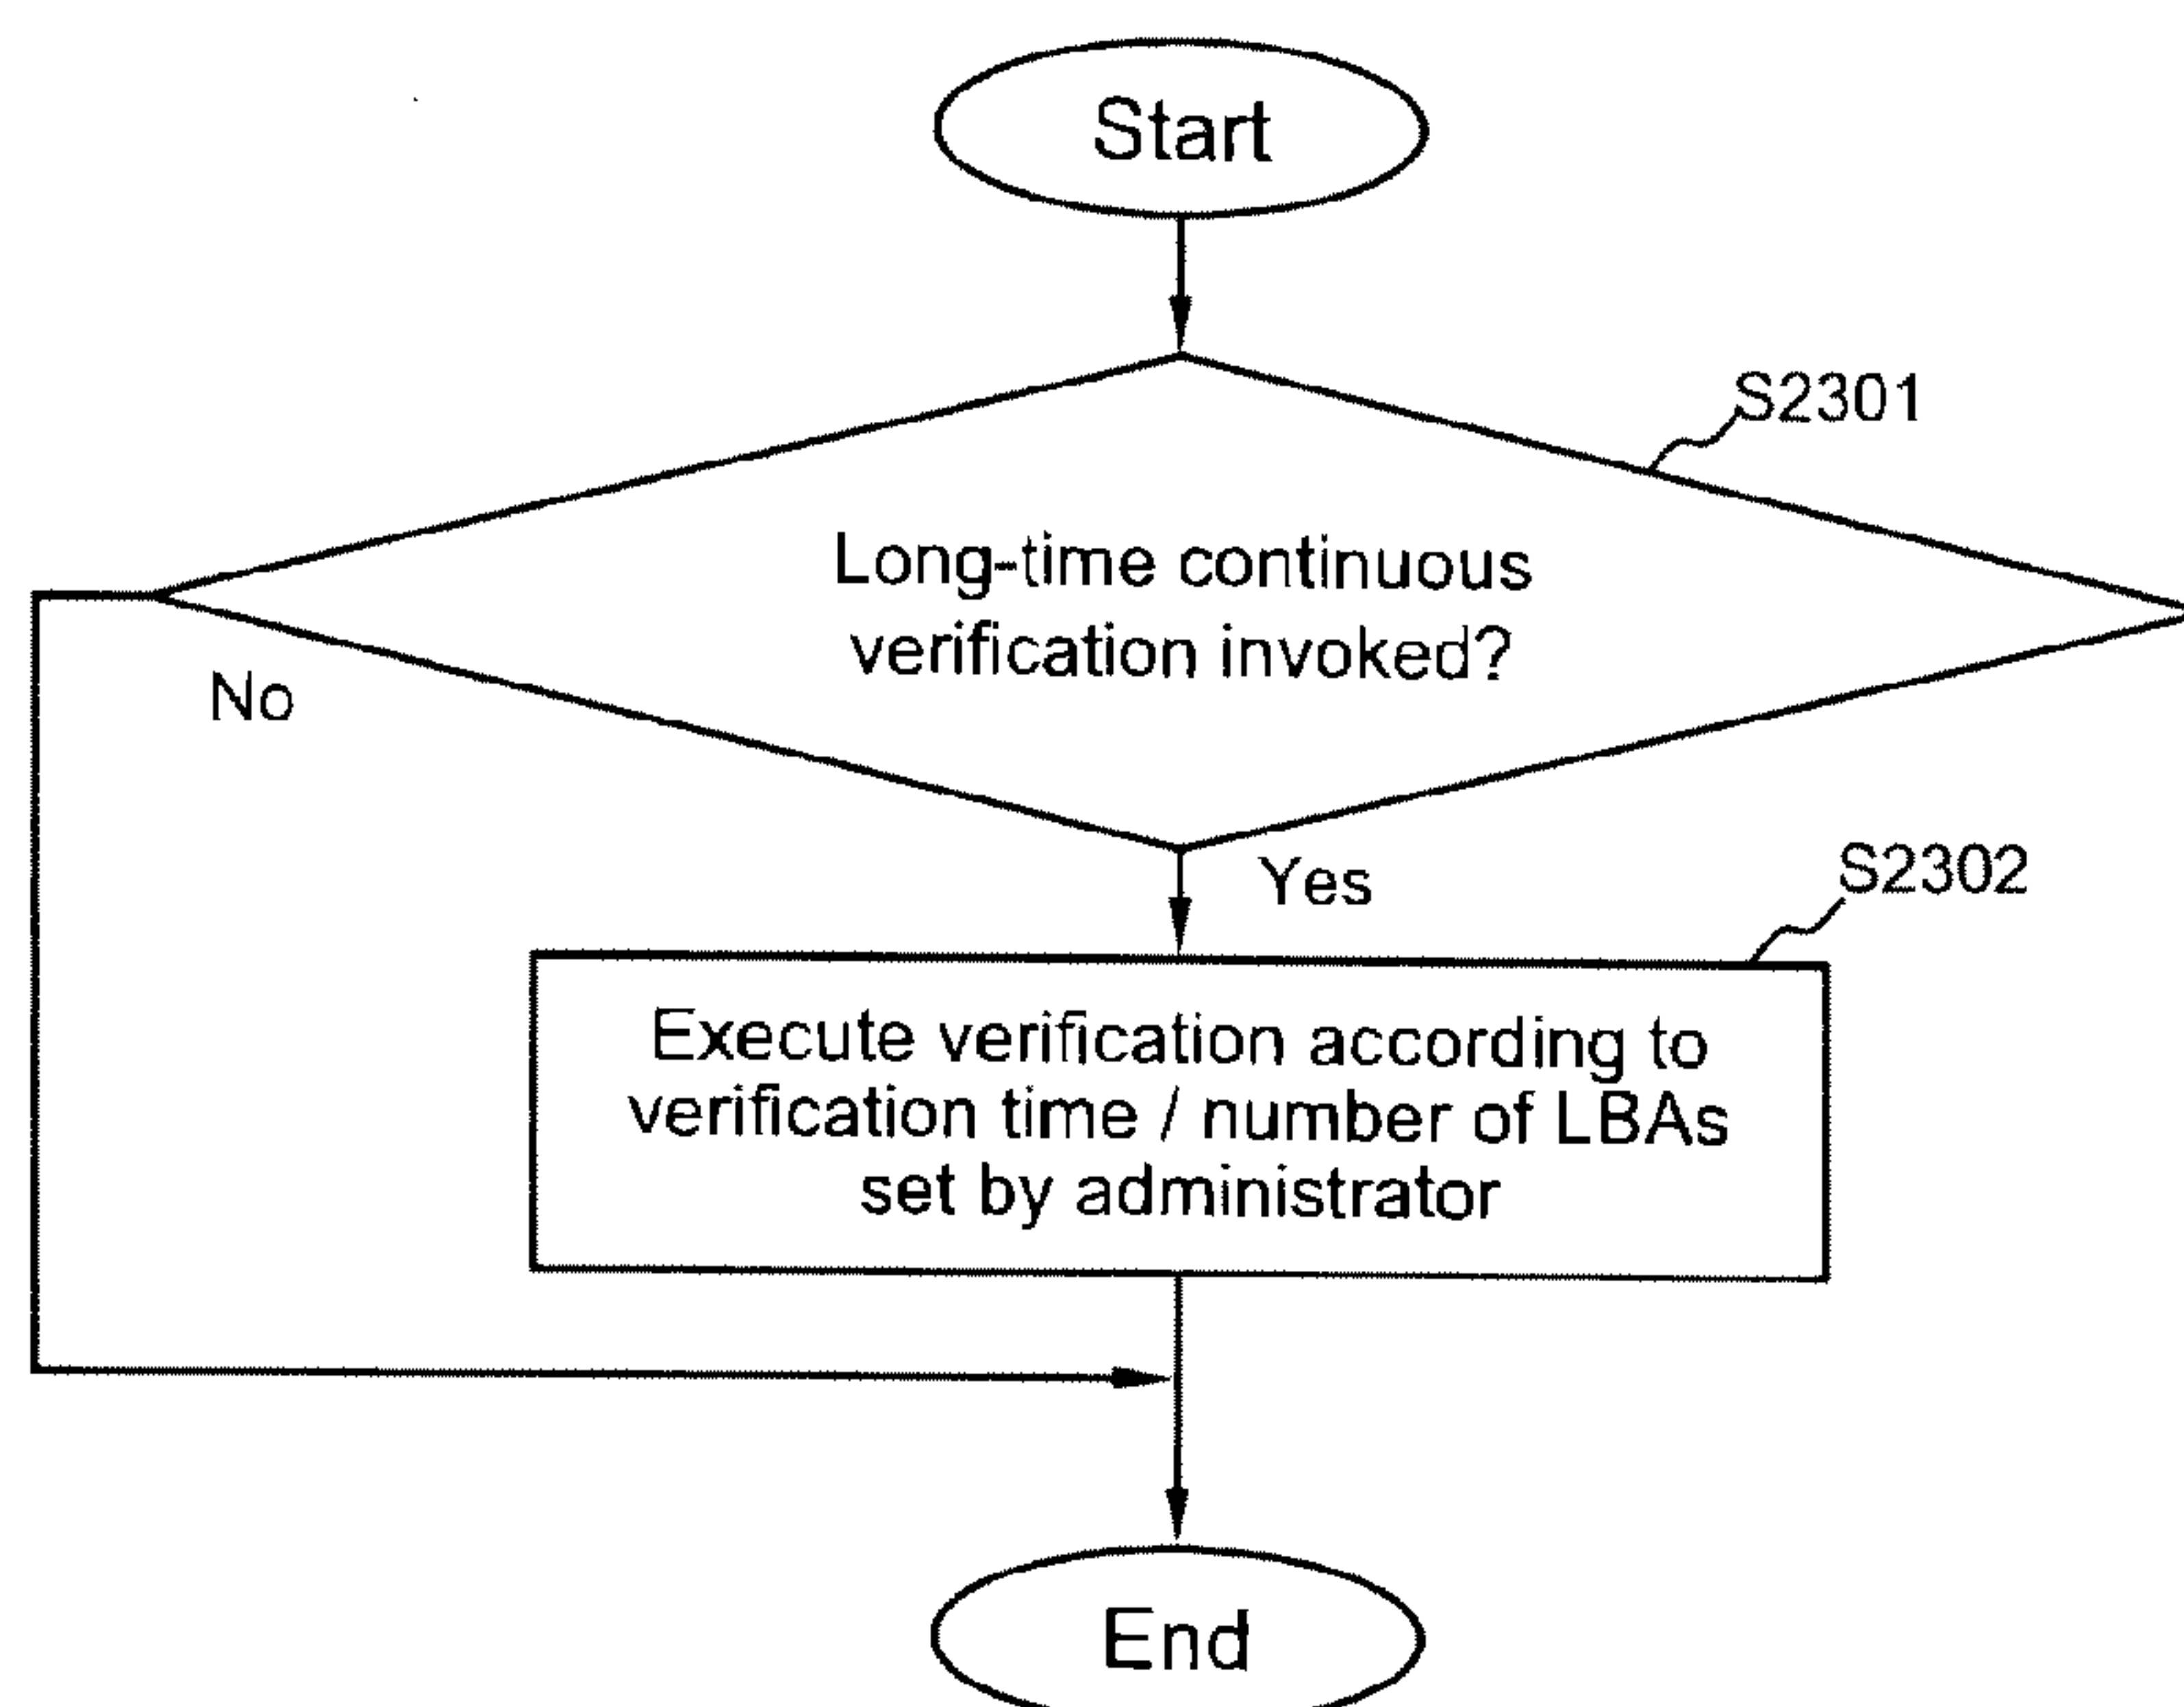 Start
S2301
Long-time continuous
verification invoked?
No
Yes
S2302
Execute verification according to
verification time / number of LBAs
set by administrator
End